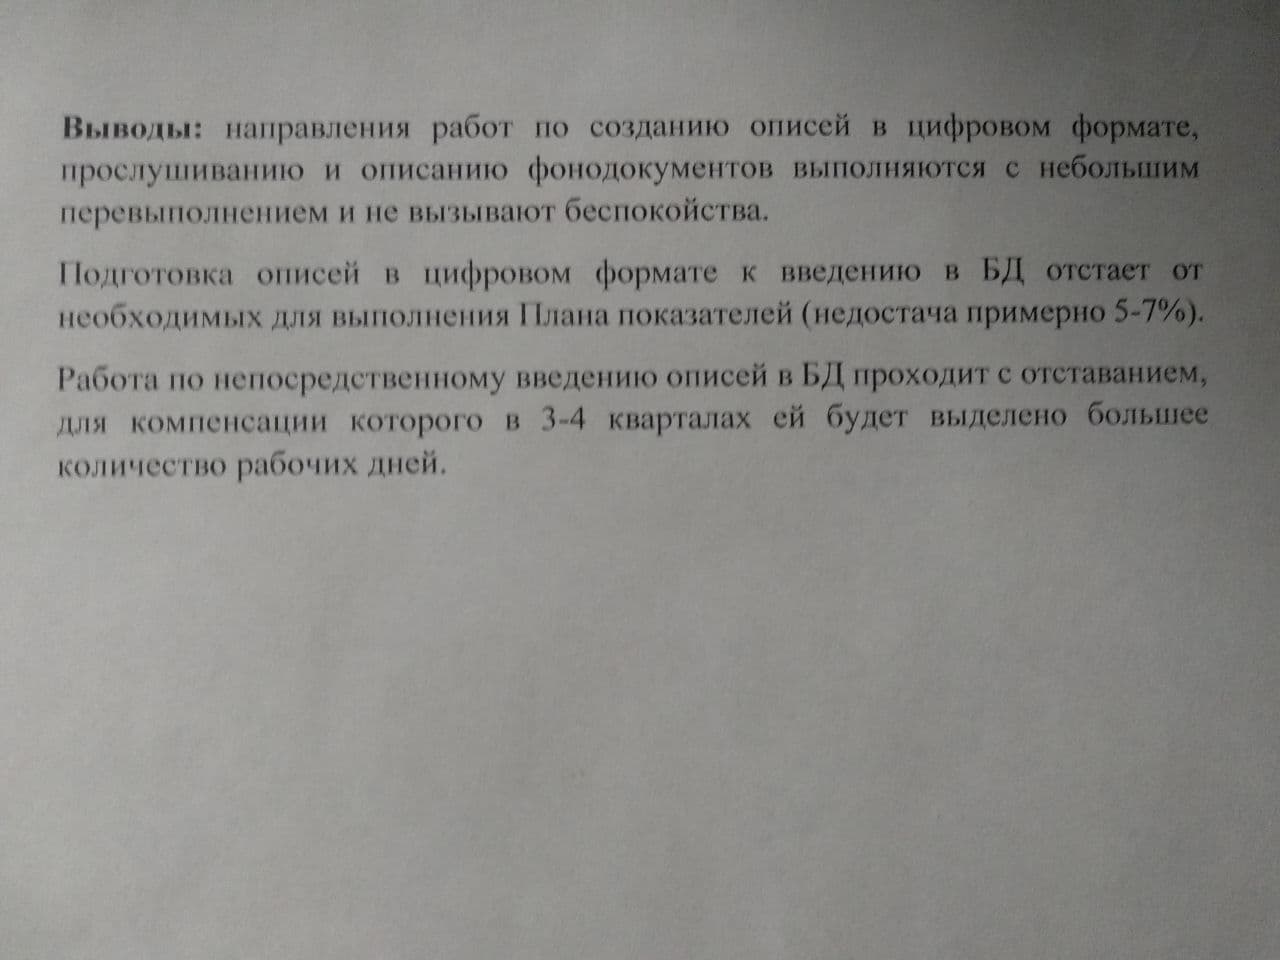 Выводы: направления работ по созданию описей в цифровом формате,
прослушиванию и описанию фонодокументов выполняются с небольшим
перевыполнением и не вызывают беспокойства.
Подготовка описей в цифровом формате к введению в БД отстает от
необходимых для выполнения Плана показателей (недостача примерно 5-7%).
Работа по непосредственному введению описей в БД проходит с отставанием,
для компенсации которого в 3-4 кварталах ей будет выделено большее
количество рабочих дней.